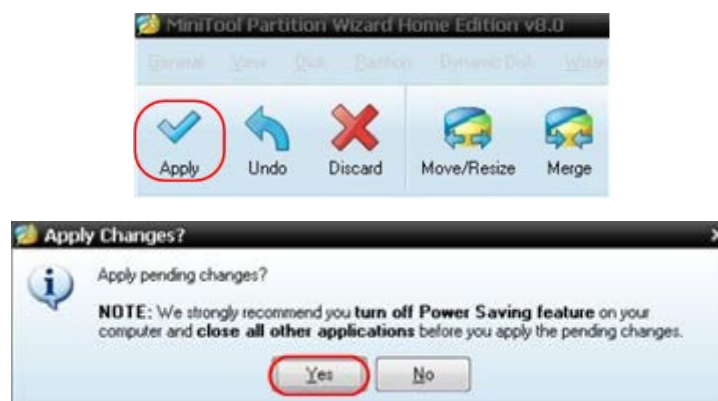 MiniTool Partition Wizard Home Edition v8.0
General View Disk Partition Dynamic Disk
Apply Undo Discard Move/Resize Merge
Apply Changes?
Apply pending changes?
NOTE: We strongly recommend you turn off Power Saving feature on your
computer and close all other applications before you apply the pending changes.
Yes No